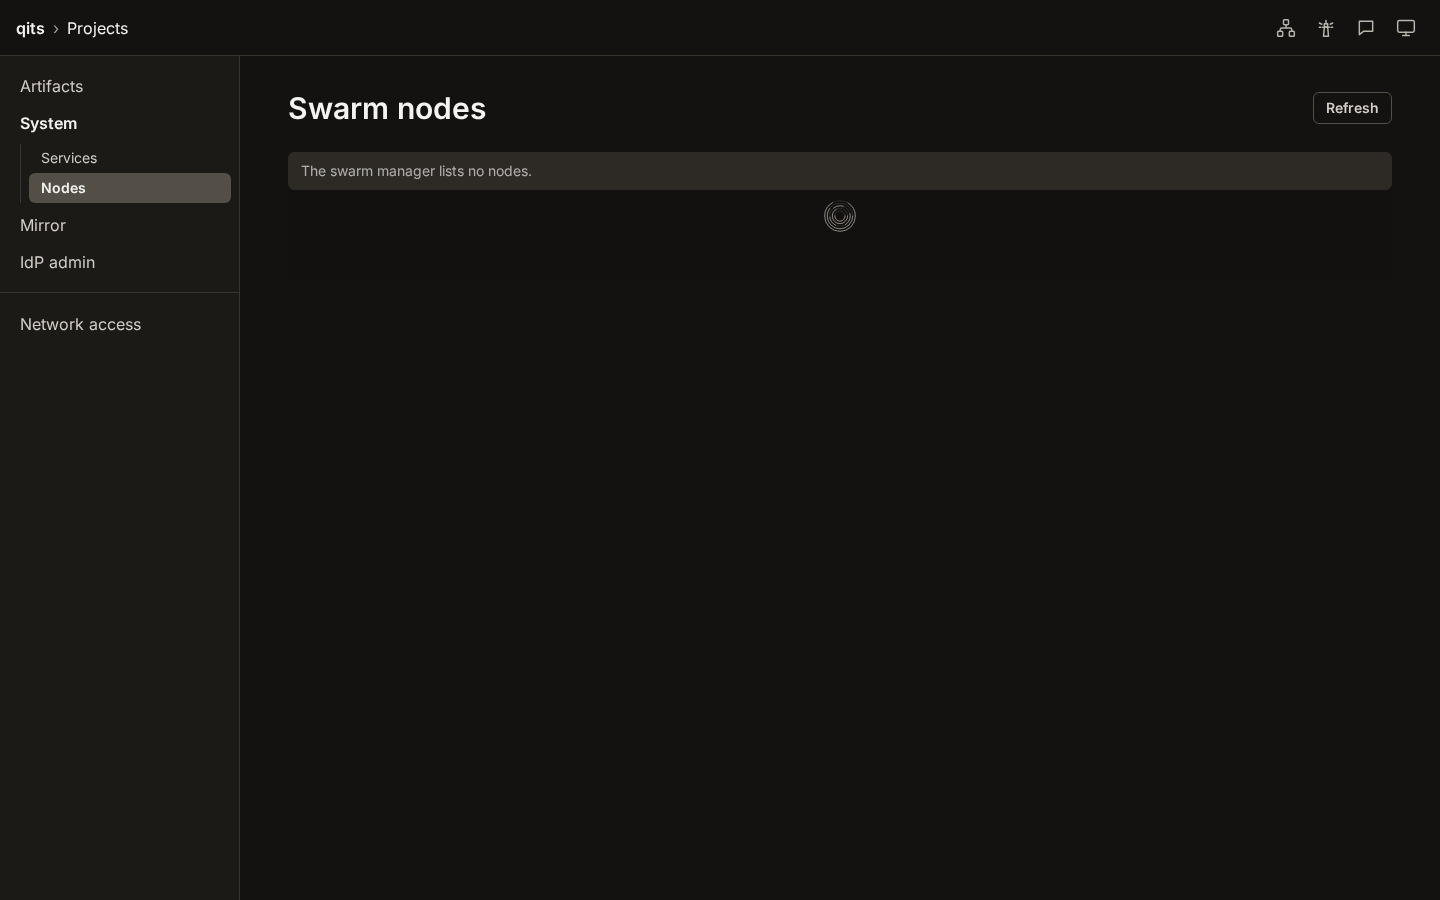 qits › Projects
Artifacts
System
Services
Nodes
Mirror
IdP admin
Network access
Swarm nodes
Refresh
The swarm manager lists no nodes.